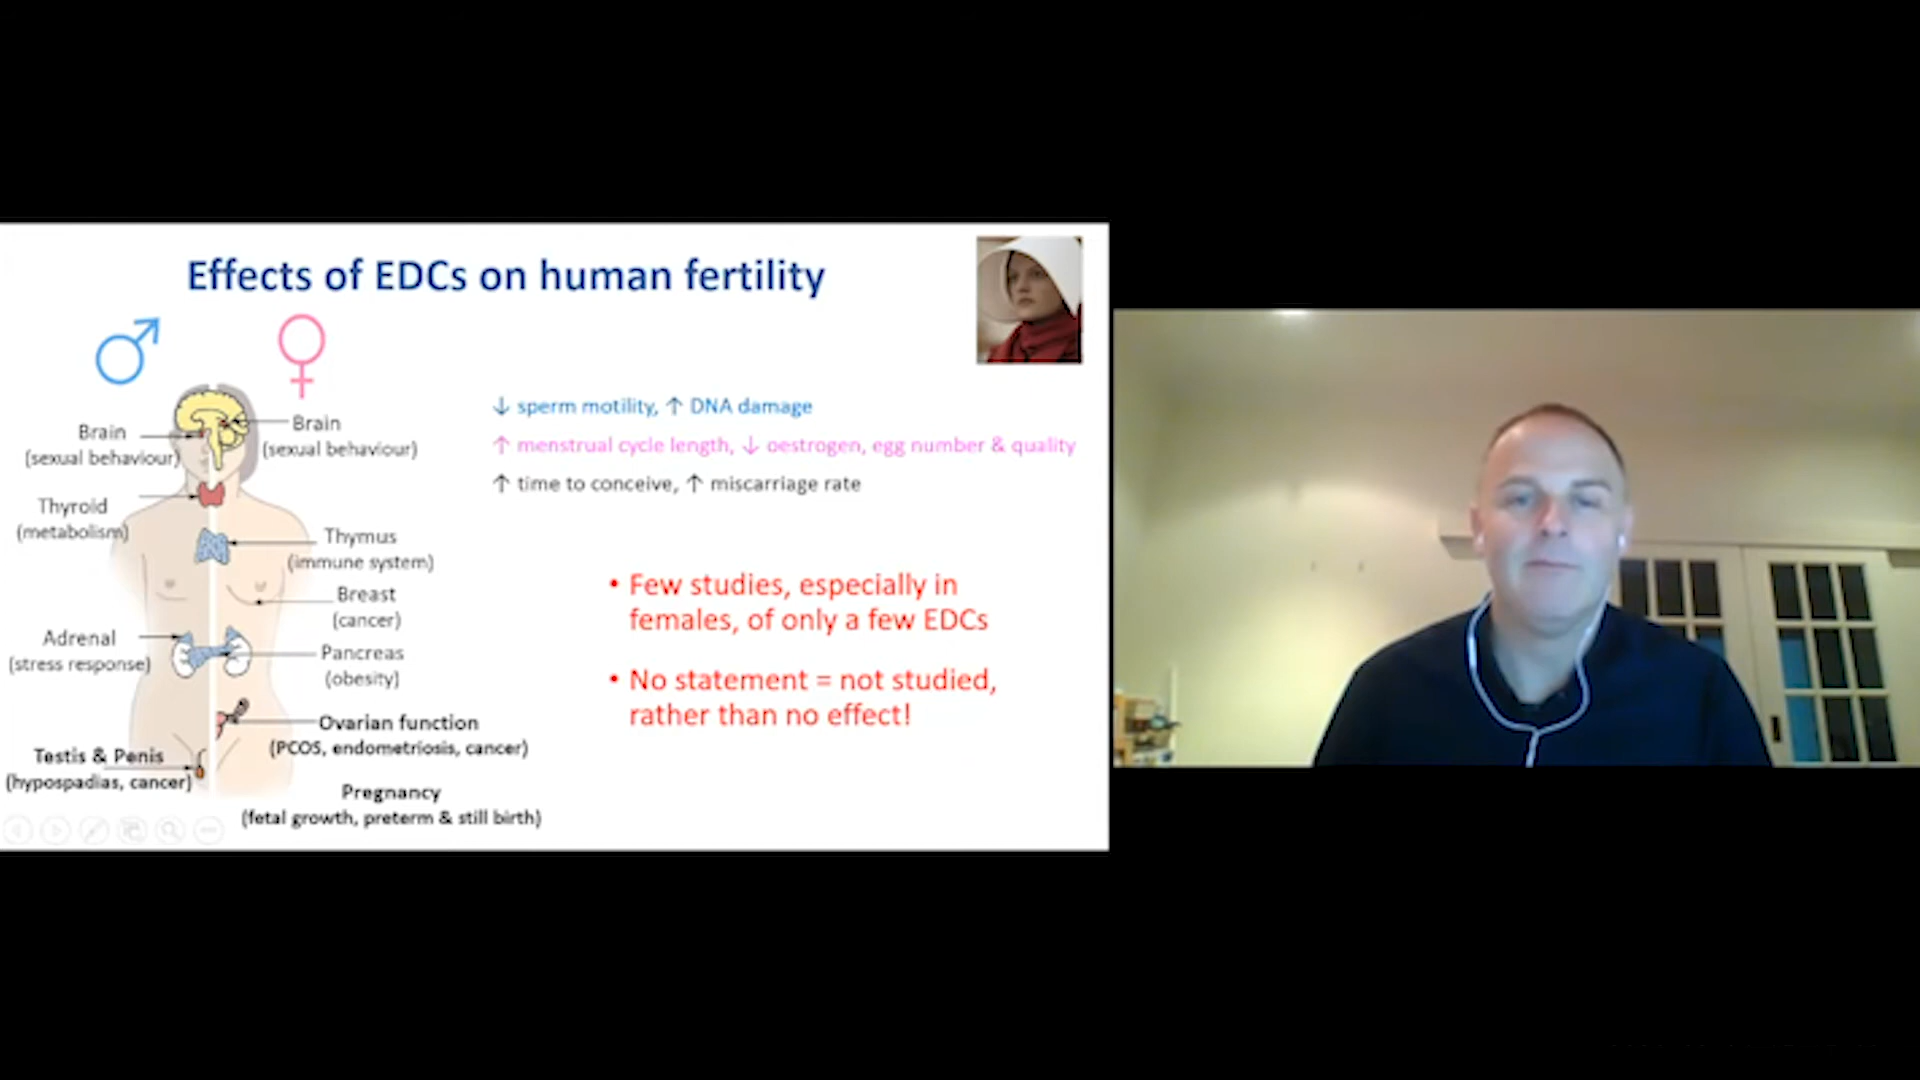 Effects of EDCs on human fertility
Brain
(sexual behaviour)
Brain
(sexual behaviour)
Thyroid
(metabolism)
Thymus
(immune system)
Breast
(cancer)
Adrenal
(stress response)
Pancreas
(obesity)
Ovarian function
(PCOS, endometriosis, cancer)
Testis & Penis
(hypospadias, cancer)
Pregnancy
(fetal growth, preterm & still birth)
↓ sperm motility, ↑ DNA damage
↑ menstrual cycle length, ↓ oestrogen, egg number & quality
↑ time to conceive, ↑ miscarriage rate
• Few studies, especially in
females, of only a few EDCs
• No statement = not studied,
rather than no effect!